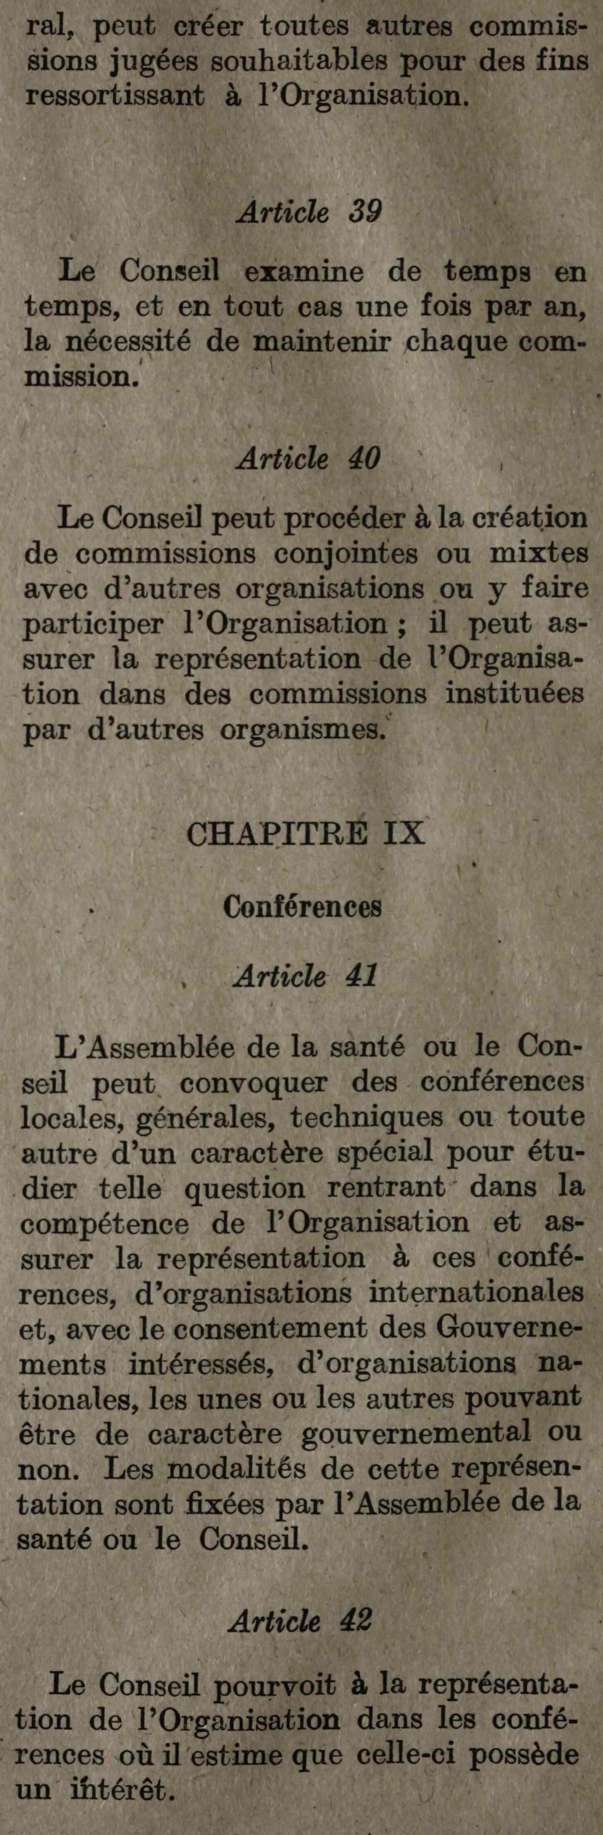 ral, peut créer toutes autres commis-
sions jugées souhaitables pour des fins
ressortissant à l'Organisation.
Article 39
Le Conseil examine de temps en
temps, et en tout cas une fois par an,
la nécessité de maintenir chaque com-
mission.
Article 40
Le Conseil peut procéder à la création
de commissions conjointes ou mixtes
avec d'autres organisations ou y faire
participer l'Organisation ; il peut as-
surer la représentation de l'Organisa-
tion dans des commissions instituées
par d'autres organismes.
CHAPITRE IX
Conférences
Article 41
L'Assemblée de la santé ou le Con-
seil peut convoquer des conférences
locales, générales, techniques ou toute
autre d'un caractère spécial pour étu-
dier telle question rentrant dans la
compétence de l'Organisation et as-
surer la représentation à ces confé-
rences, d'organisations internationales
et, avec le consentement des Gouverne-
ments intéressés, d'organisations na-
tionales, les unes ou les autres pouvant
être de caractère gouvernemental ou
non. Les modalités de cette représen-
tation sont fixées par l'Assemblée de la
santé ou le Conseil.
Article 42
Le Conseil pourvoit à la représenta-
tion de l'Organisation dans les confé-
rences où il estime que celle-ci possède
un intérêt.